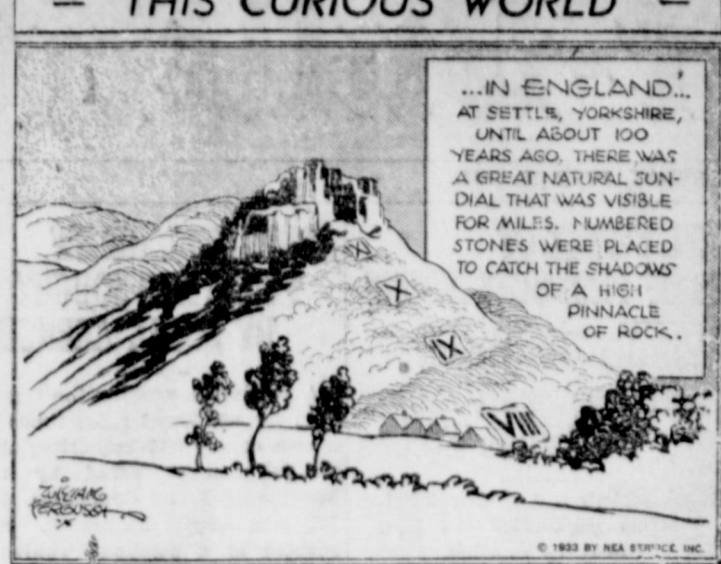 — THIS CURIOUS WORLD —
...IN ENGLAND...
AT SETTLE, YORKSHIRE,
UNTIL ABOUT 100
YEARS AGO, THERE WAS
A GREAT NATURAL SUN-
DIAL THAT WAS VISIBLE
FOR MILES. NUMBERED
STONES WERE PLACED
TO CATCH THE SHADOWS
OF A HIGH
PINNACLE
OF ROCK.
X
IX
VIII
WILLIAM
FERGUSON
© 1933 BY NEA SERVICE, INC.